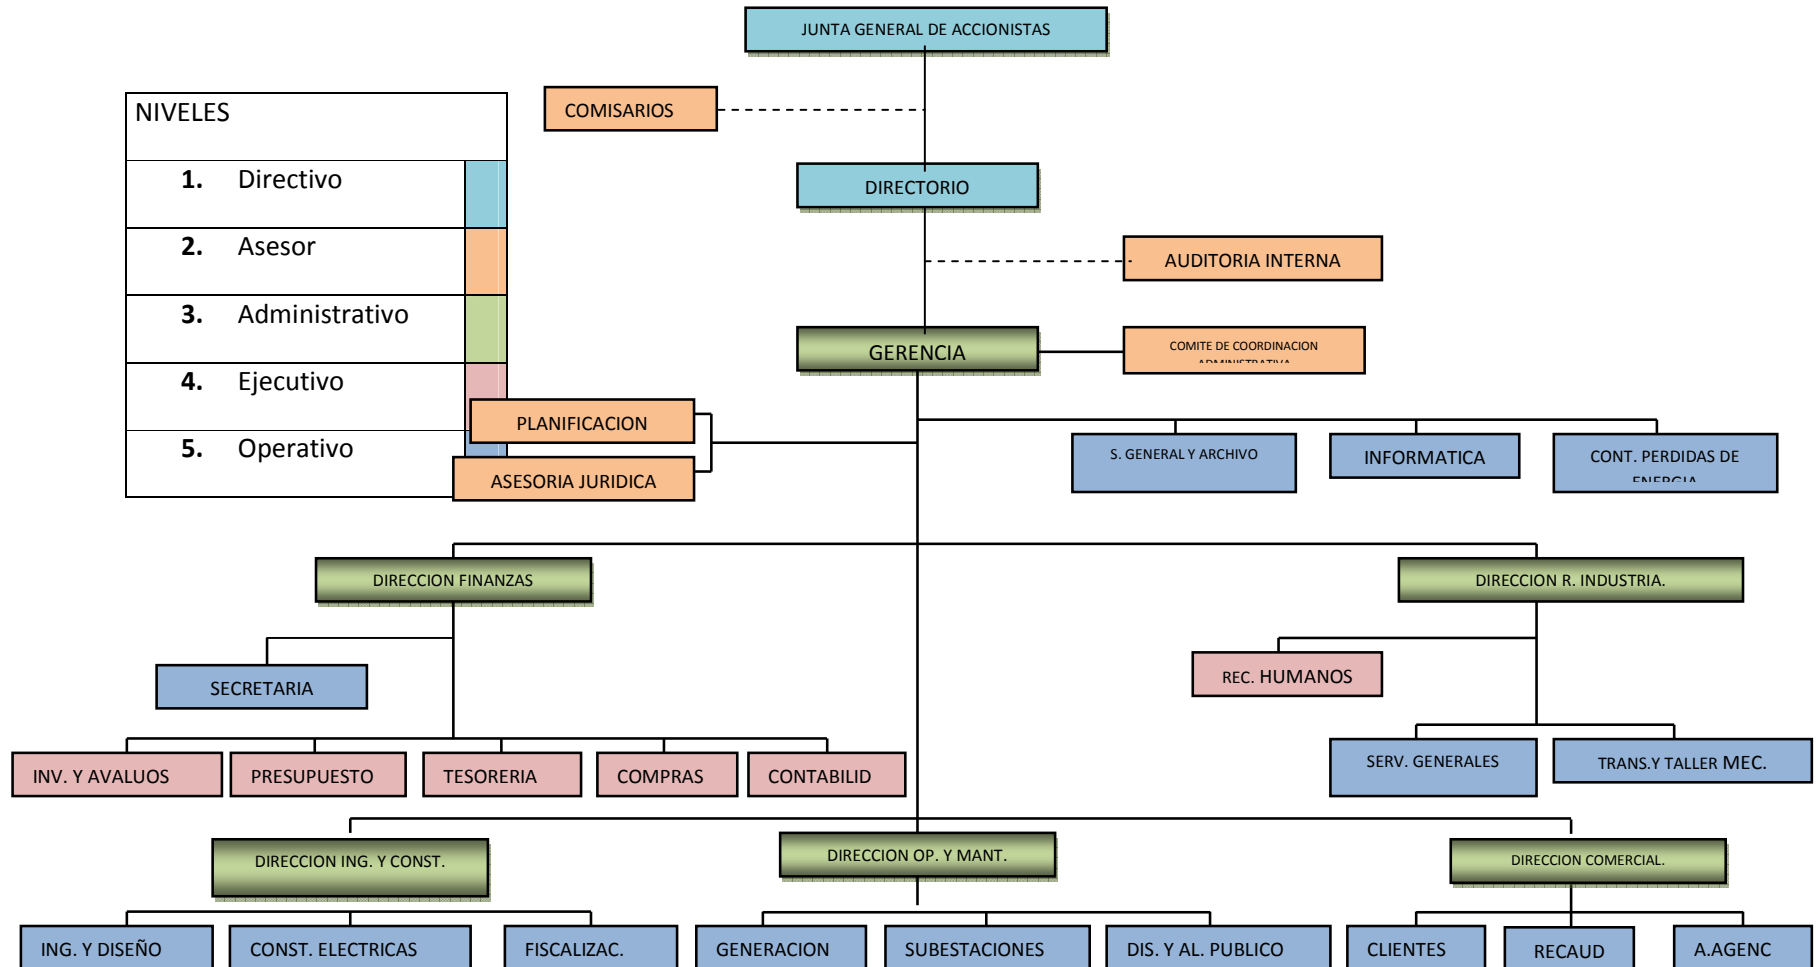 JUNTA GENERAL DE ACCIONISTAS
NIVELES
1. Directivo
2. Asesor
3. Administrativo
4. Ejecutivo
5. Operativo
COMISARIOS
DIRECTORIO
AUDITORIA INTERNA
GERENCIA
COMITE DE COORDINACION
ADMINISTRATIVA
PLANIFICACION
ASESORIA JURIDICA
S. GENERAL Y ARCHIVO
INFORMATICA
CONT. PERDIDAS DE
ENERGIA
DIRECCION FINANZAS
DIRECCION R. INDUSTRIA.
SECRETARIA
REC. HUMANOS
INV. Y AVALUOS
PRESUPUESTO
TESORERIA
COMPRAS
CONTABILID
SERV. GENERALES
TRANS.Y TALLER MEC.
DIRECCION ING. Y CONST.
DIRECCION OP. Y MANT.
DIRECCION COMERCIAL.
ING. Y DISEÑO
CONST. ELECTRICAS
FISCALIZAC.
GENERACION
SUBESTACIONES
DIS. Y AL. PUBLICO
CLIENTES
RECAUD
A.AGENC